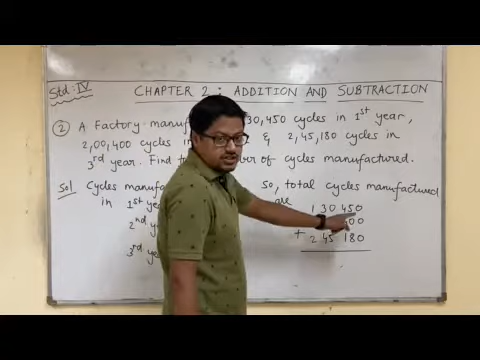 Std: IV
CHAPTER 2: ADDITION AND SUBTRACTION
② A Factory manuf 30,450 cycles in 1st year,
2,00,400 cycles in & 2,45,180 cycles in
3rd year. Find of cycles manufactured.
Sol Cycles manufa
in 1st ye
2nd y
3rd ye
So, total cycles manufactured
are
1 30 450
00
+ 2 45 180